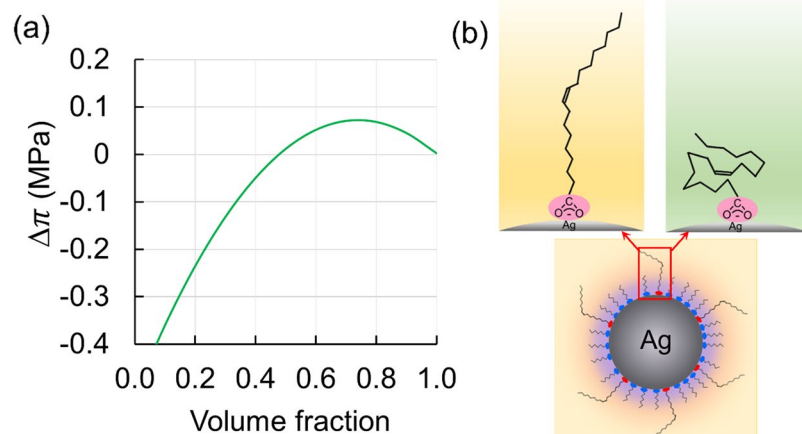 (a)
0.2
0.1
0
-0.1
-0.2
-0.3
-0.4
Δπ (MPa)
0.0 0.2 0.4 0.6 0.8 1.0
Volume fraction
(b)
C
O O
-
Ag
C
O O
-
Ag
Ag